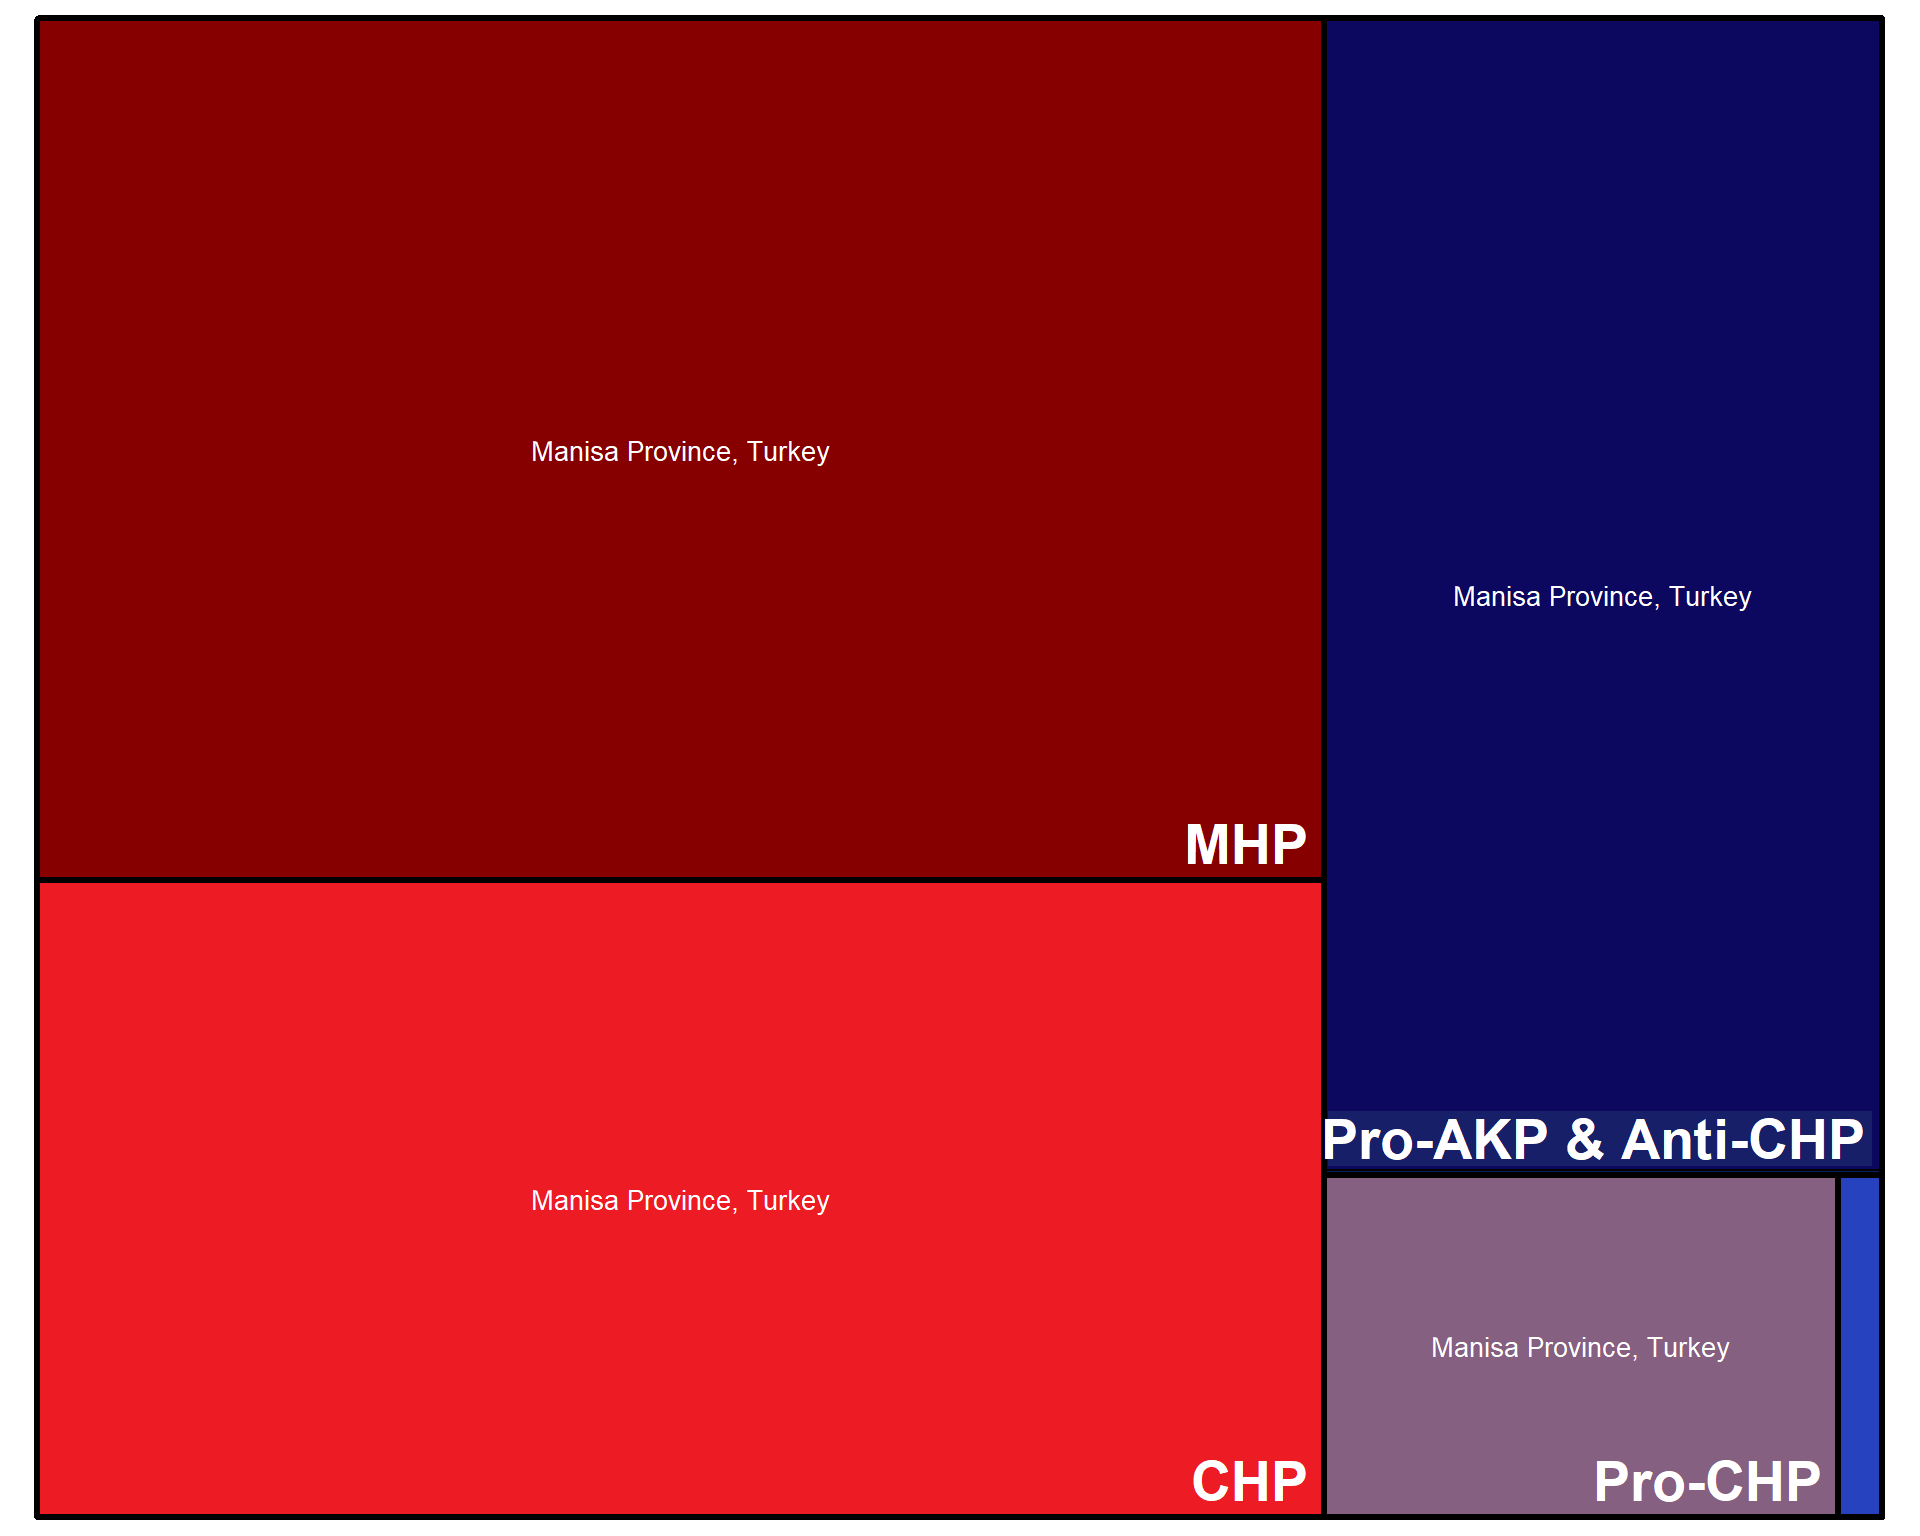 Manisa Province, Turkey
MHP
Manisa Province, Turkey
CHP
Manisa Province, Turkey
Pro-AKP & Anti-CHP
Manisa Province, Turkey
Pro-CHP